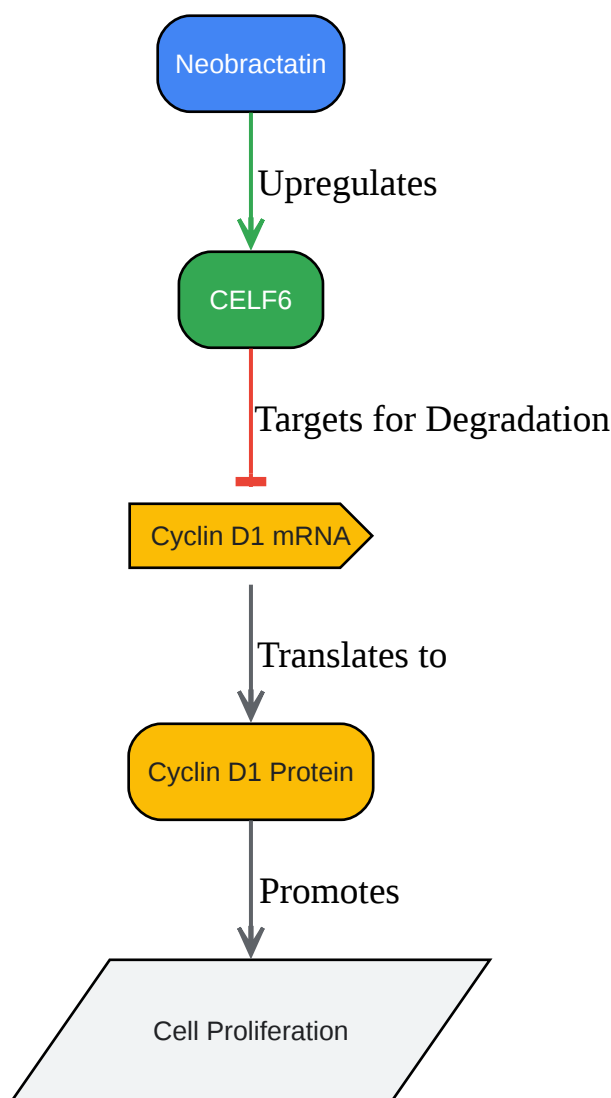 Neobractatin
Upregulates
CELF6
Targets for Degradation
Cyclin D1 mRNA
Translates to
Cyclin D1 Protein
Promotes
Cell Proliferation